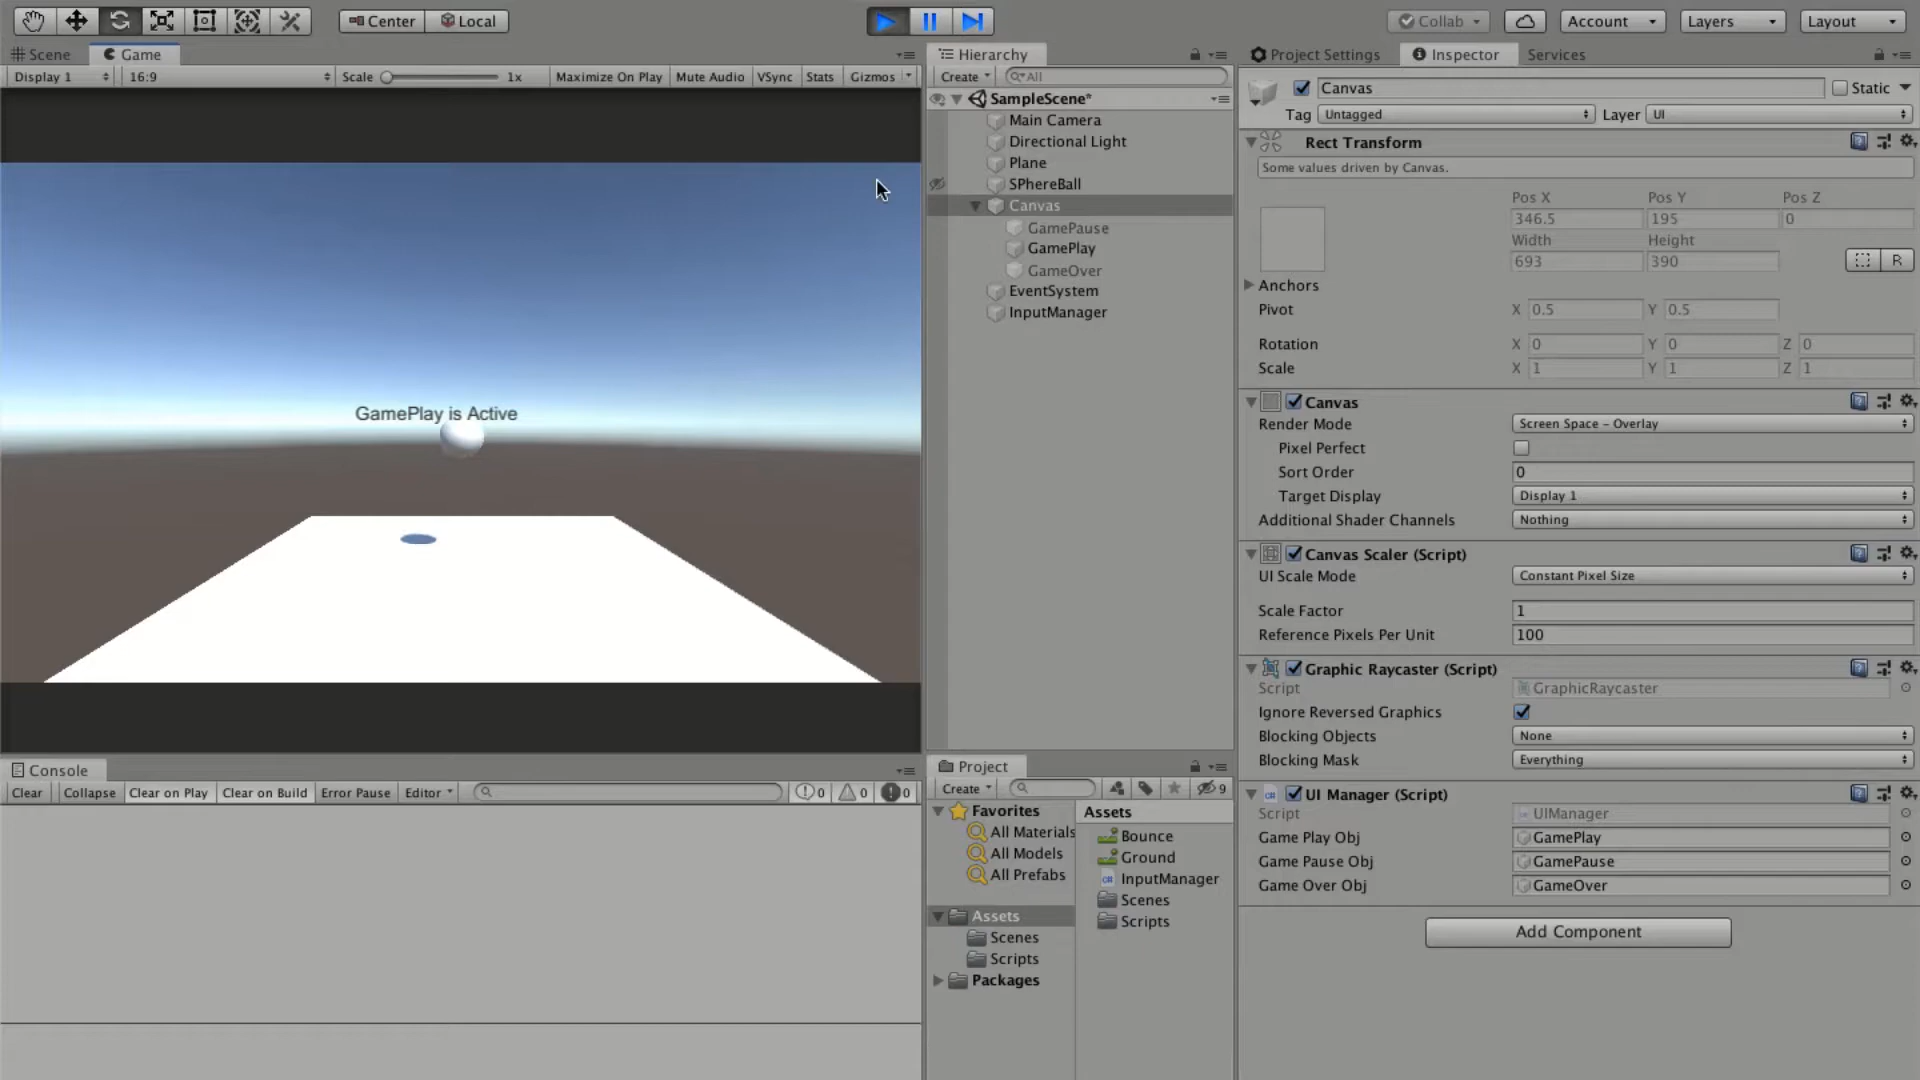 Center
Local
Collab
Account
Layers
Layout
Scene
Game
Display 1
16:9
Scale
1x
Maximize On Play
Mute Audio
VSync
Stats
Gizmos
GamePlay is Active
Console
Clear
Collapse
Clear on Play
Clear on Build
Error Pause
Editor
0
0
0
Hierarchy
Create
All
SampleScene*
Main Camera
Directional Light
Plane
SPhereBall
Canvas
GamePause
GamePlay
GameOver
EventSystem
InputManager
Project
Create
9
Favorites
All Materials
All Models
All Prefabs
Assets
Scenes
Scripts
Packages
Assets
Bounce
Ground
InputManager
Scenes
Scripts
Project Settings
Inspector
Services
Canvas
Static
Tag Untagged
Layer UI
Rect Transform
Some values driven by Canvas.
Pos X Pos Y Pos Z
346.5 195 0
Width Height
693 390
R
Anchors
Pivot X 0.5 Y 0.5
Rotation X 0 Y 0 Z 0
Scale X 1 Y 1 Z 1
Canvas
Render Mode Screen Space - Overlay
Pixel Perfect
Sort Order 0
Target Display Display 1
Additional Shader Channels Nothing
Canvas Scaler (Script)
UI Scale Mode Constant Pixel Size
Scale Factor 1
Reference Pixels Per Unit 100
Graphic Raycaster (Script)
Script GraphicRaycaster
Ignore Reversed Graphics
Blocking Objects None
Blocking Mask Everything
UI Manager (Script)
Script UIManager
Game Play Obj GamePlay
Game Pause Obj GamePause
Game Over Obj GameOver
Add Component